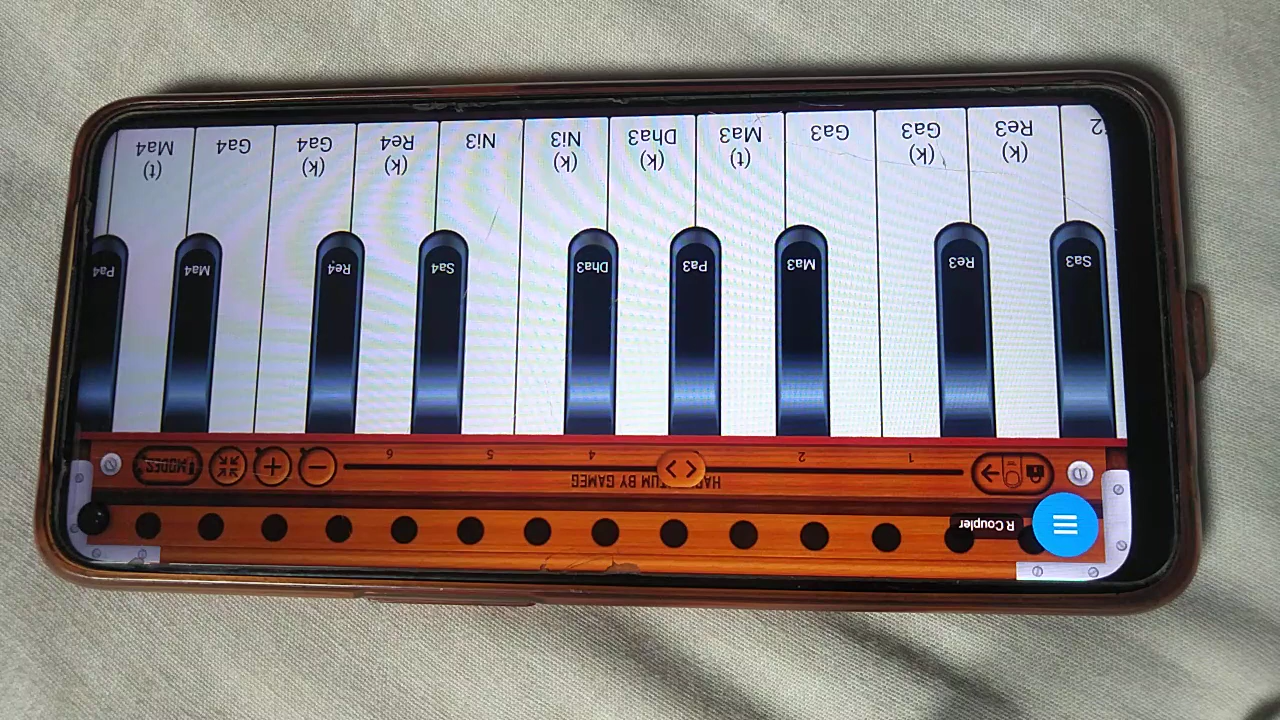 R Coupler
BY GAMEG
1 2 4 5 6 MODES
Sa3 Re3 Ma3 Pa3 Dha3 Sa4 Re4 Ma4 Pa4
(k) (k) (t) (k) (k) (k) (k) (t)
Re3 Ga3 Ga3 Ma3 Dha3 Ni3 Ni3 Re4 Ga4 Ga4 Ma4